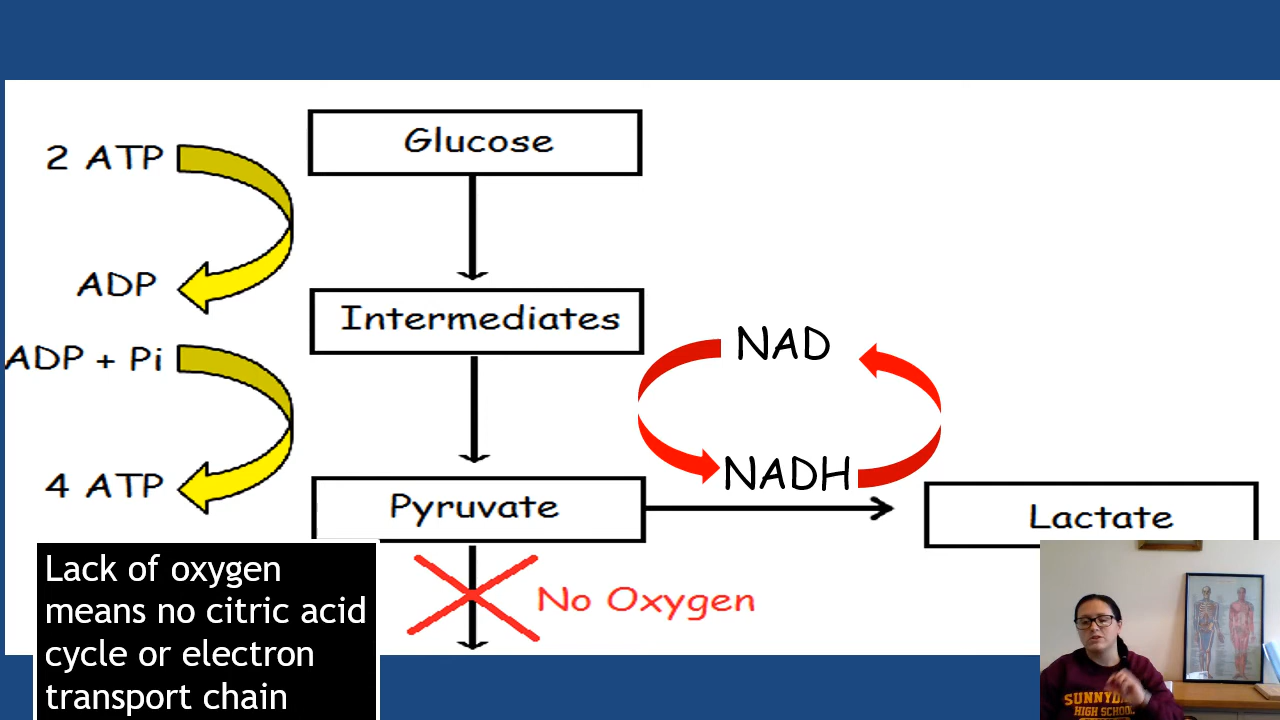 Glucose
2 ATP
ADP
Intermediates
ADP + Pi
NAD
4 ATP
NADH
Pyruvate
Lactate
No Oxygen
Lack of oxygen
means no citric acid
cycle or electron
transport chain
HIGH SCHOOL